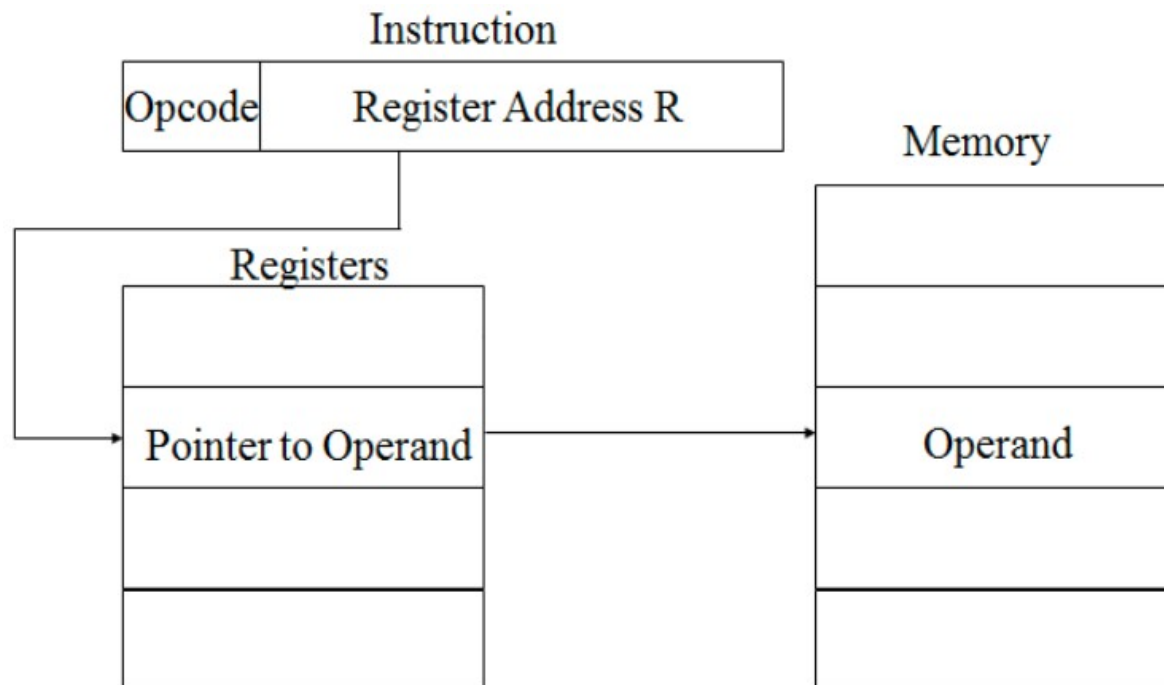 Instruction
Opcode Register Address R
Memory
Registers
Pointer to Operand
Operand